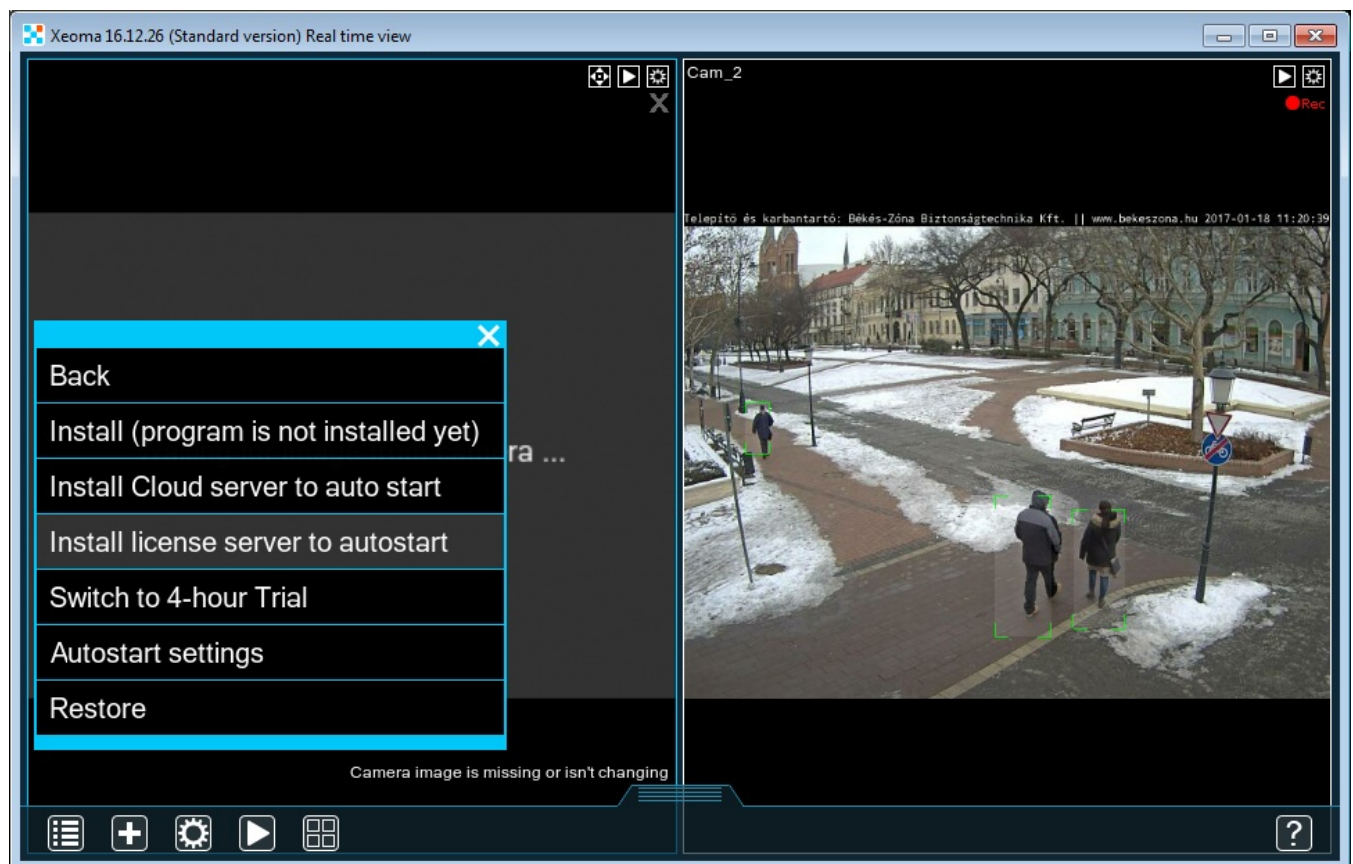 Xeoma 16.12.26 (Standard version) Real time view
Cam_2
Rec
Telepítő és karbantartó: Békés-Zóna Biztonságtechnika Kft. || www.bekeszona.hu 2017-01-18 11:20:39
Back
Install (program is not installed yet)
ra ...
Install Cloud server to auto start
Install license server to autostart
Switch to 4-hour Trial
Autostart settings
Restore
Camera image is missing or isn't changing